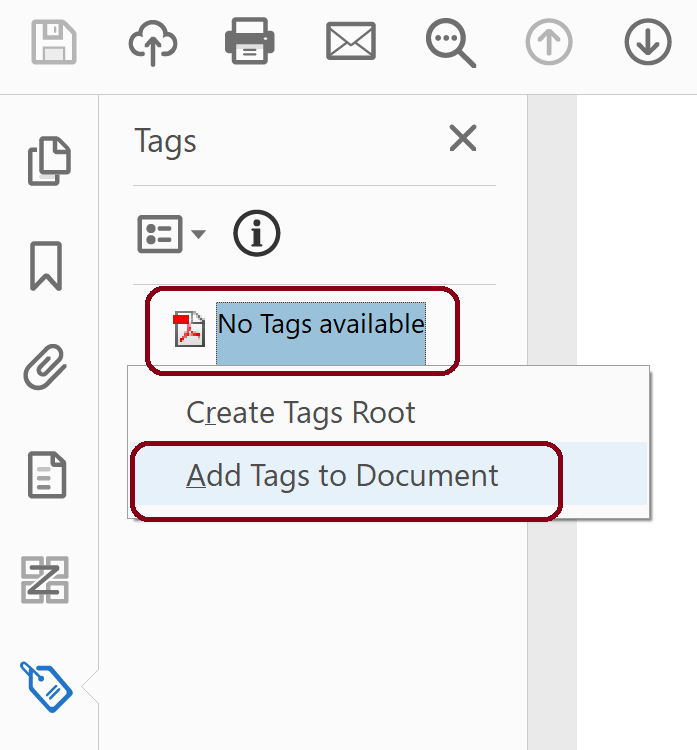 Tags
No Tags available
Create Tags Root
Add Tags to Document